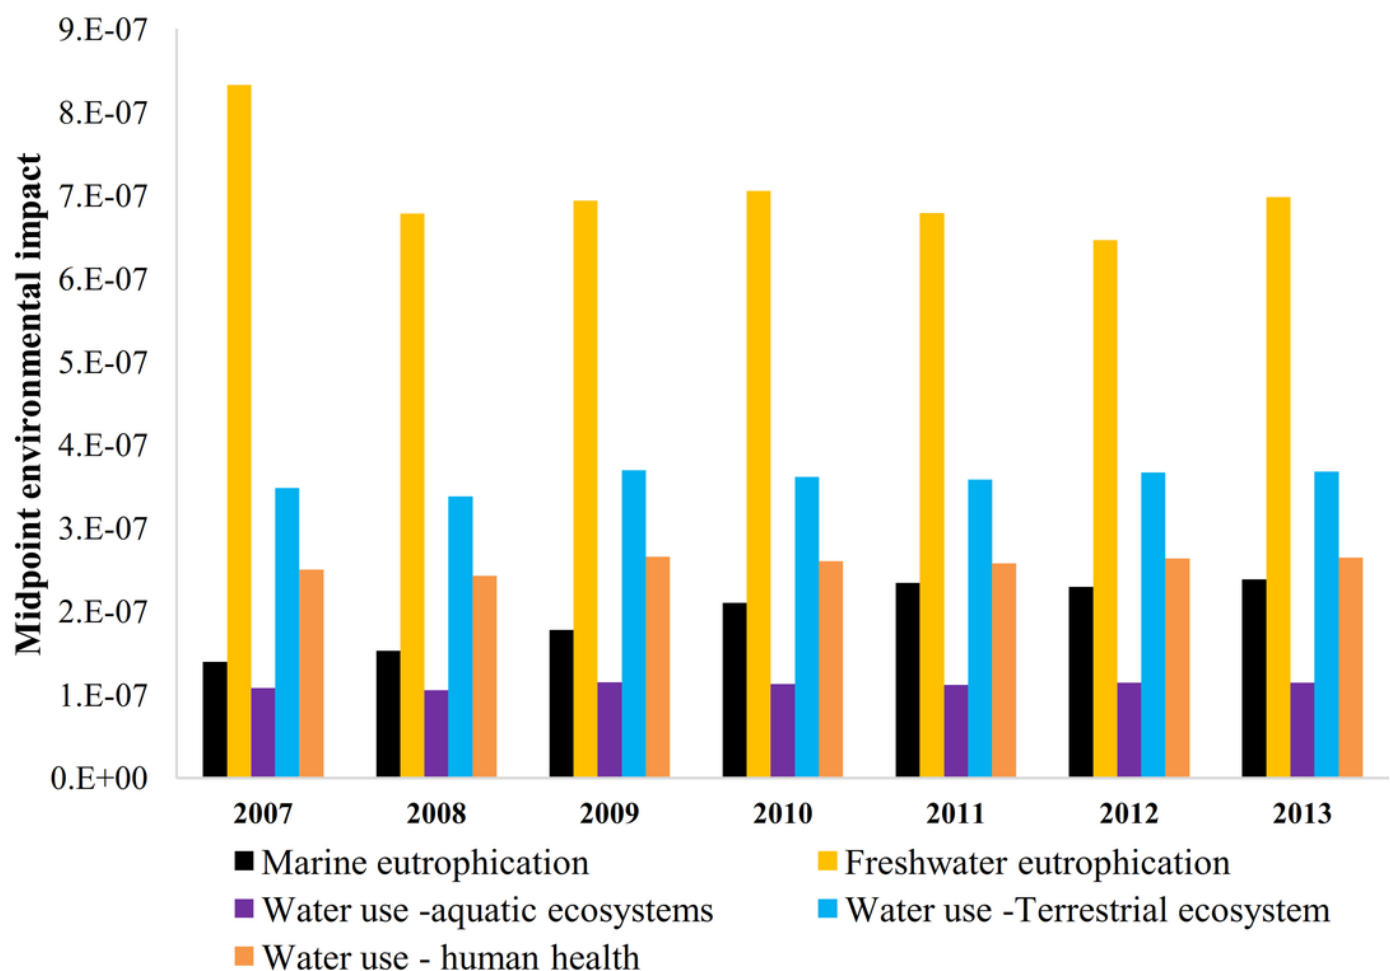 9.E-07
8.E-07
7.E-07
6.E-07
5.E-07
4.E-07
3.E-07
2.E-07
1.E-07
0.E+00
Midpoint environmental impact
2007 2008 2009 2010 2011 2012 2013
Marine eutrophication Freshwater eutrophication
Water use -aquatic ecosystems Water use -Terrestrial ecosystem
Water use - human health